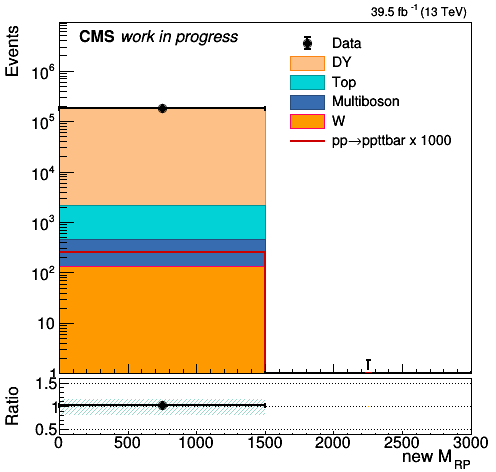 39.5 fb⁻¹ (13 TeV)
CMS work in progress
Events
Data
DY
Top
Multiboson
W
pp→ppttbar x 1000
10⁶
10⁵
10⁴
10³
10²
10
1
Ratio
1.5
1
0.5
0 500 1000 1500 2000 2500 3000
new M_RP